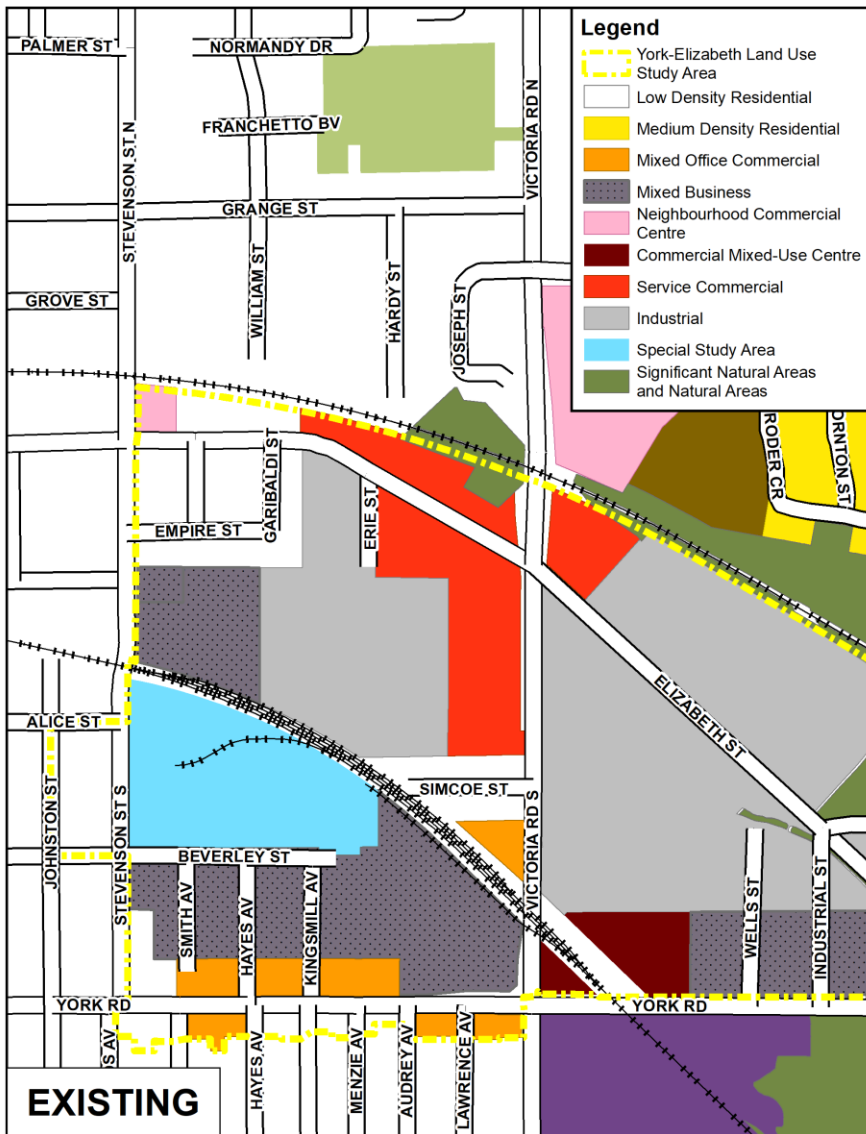 PALMER ST
NORMANDY DR
FRANCHETTO BV
STEVENSON ST N
VICTORIA RD N
GRANGE ST
WILLIAM ST
HARDY ST
JOSEPH ST
GROVE ST
Legend
York-Elizabeth Land Use
Study Area
Low Density Residential
Medium Density Residential
Mixed Office Commercial
Mixed Business
Neighbourhood Commercial
Centre
Commercial Mixed-Use Centre
Service Commercial
Industrial
Special Study Area
Significant Natural Areas
and Natural Areas
RODER CR
ORNTON ST
GARIBALDI ST
EMPIRE ST
ERIE ST
ELIZABETH ST
ALICE ST
JOHNSTON ST
STEVENSON ST S
SIMCOE ST
VICTORIA RD S
BEVERLEY ST
SMITH AV
HAYES AV
KINGSMILL AV
WELLS ST
INDUSTRIAL ST
YORK RD
YORK RD
OS AV
HAYES AV
MENZIE AV
AUDREY AV
LAWRENCE AV
EXISTING